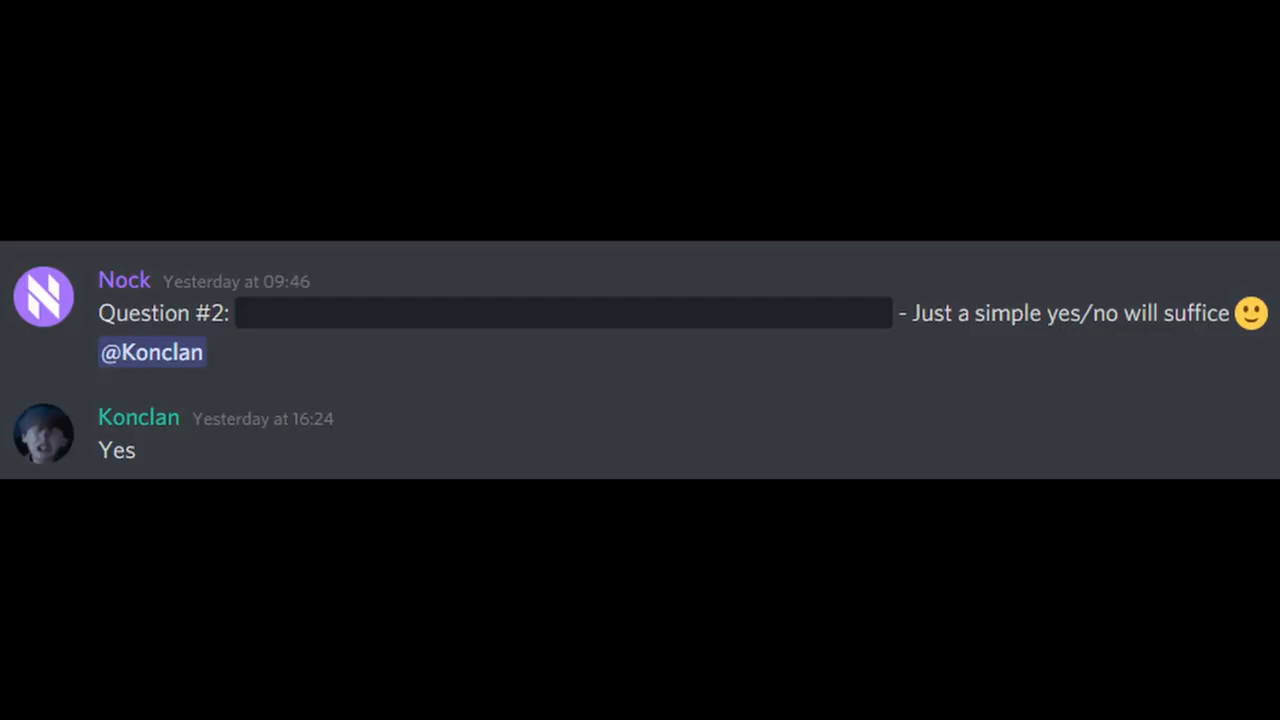 Nock Yesterday at 09:46
Question #2: - Just a simple yes/no will suffice 🙂
@Konclan
Konclan Yesterday at 16:24
Yes